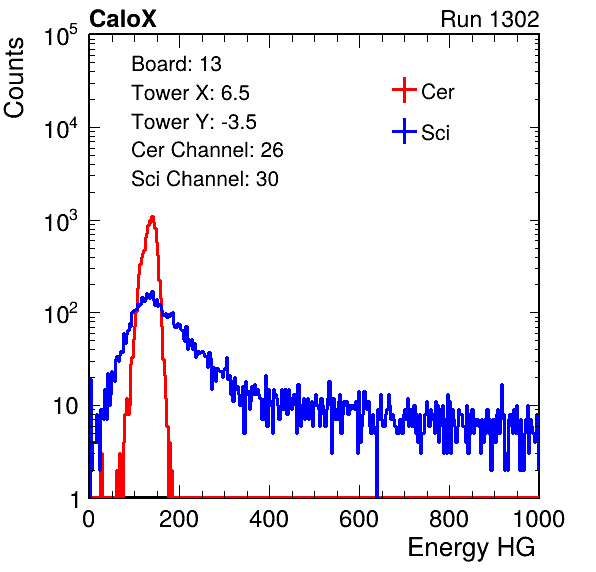 CaloX Run 1302
Counts
Board: 13
Tower X: 6.5
Tower Y: -3.5
Cer Channel: 26
Sci Channel: 30
Cer
Sci
10^5
10^4
10^3
10^2
10
1
0 200 400 600 800 1000
Energy HG